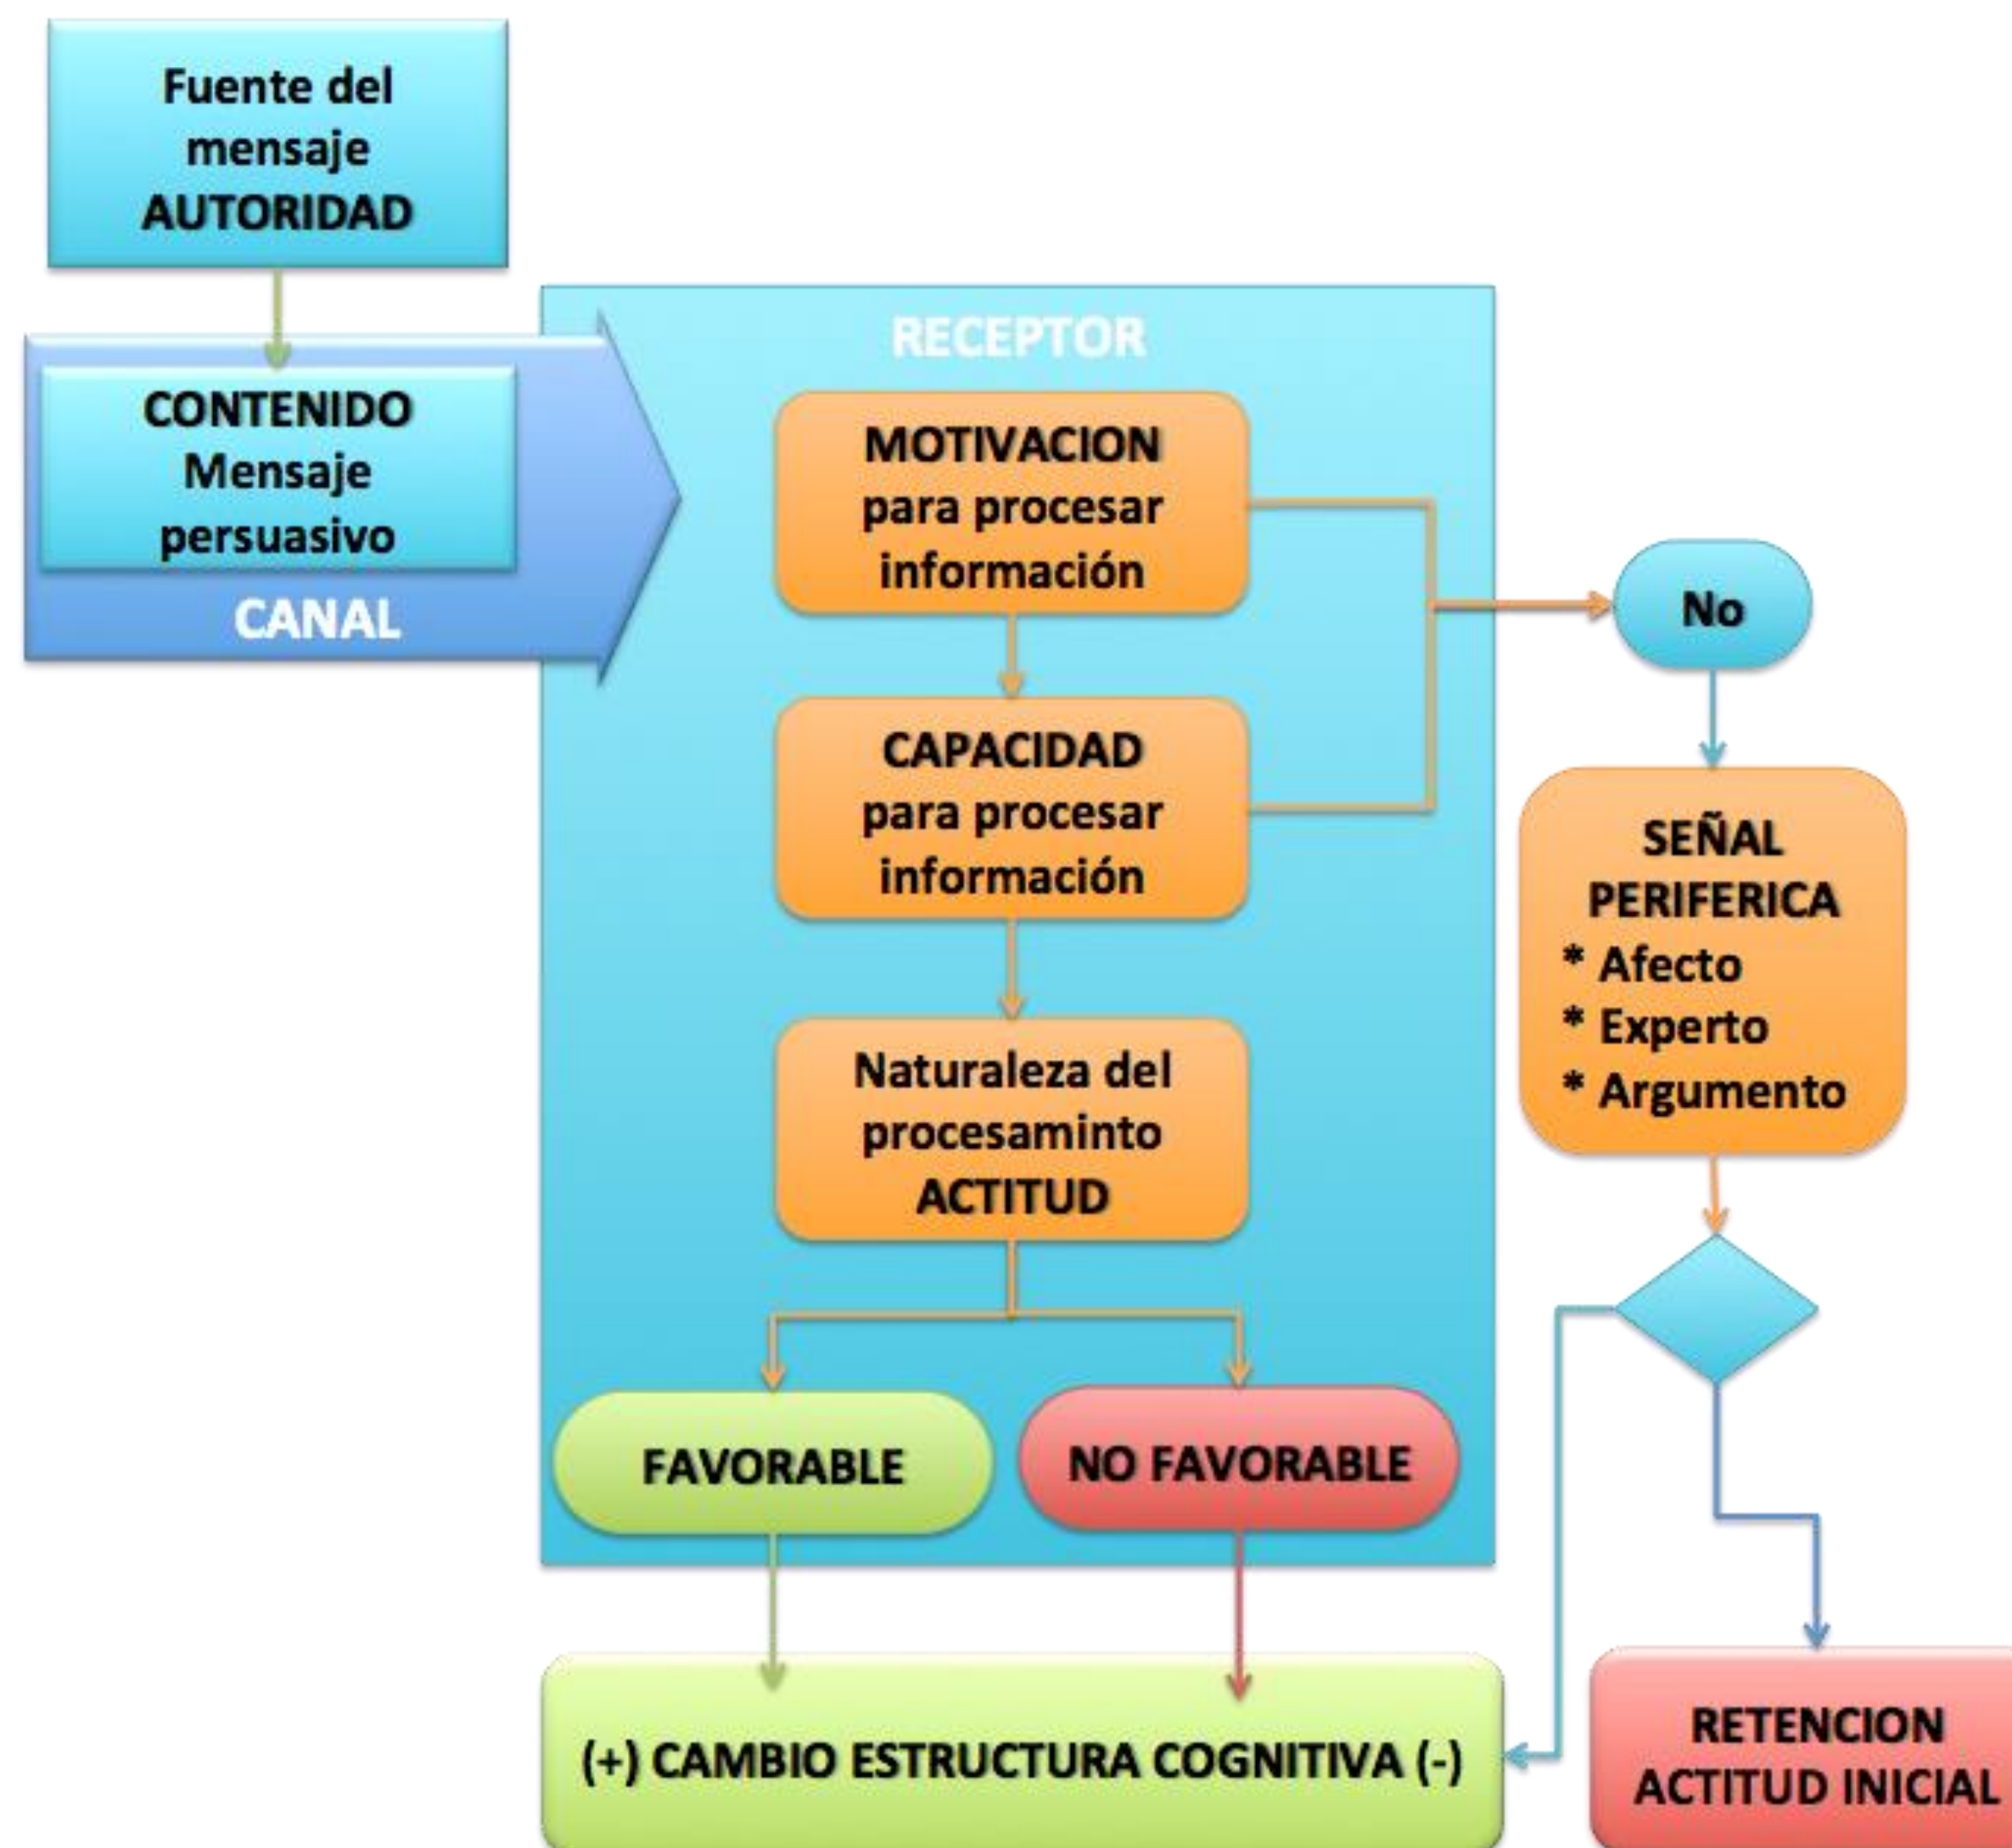 Fuente del
mensaje
AUTORIDAD
CONTENIDO
Mensaje
persuasivo
CANAL
RECEPTOR
MOTIVACION
para procesar
información
CAPACIDAD
para procesar
información
Naturaleza del
procesaminto
ACTITUD
FAVORABLE
NO FAVORABLE
No
SEÑAL
PERIFERICA
* Afecto
* Experto
* Argumento
(+) CAMBIO ESTRUCTURA COGNITIVA (-)
RETENCION
ACTITUD INICIAL